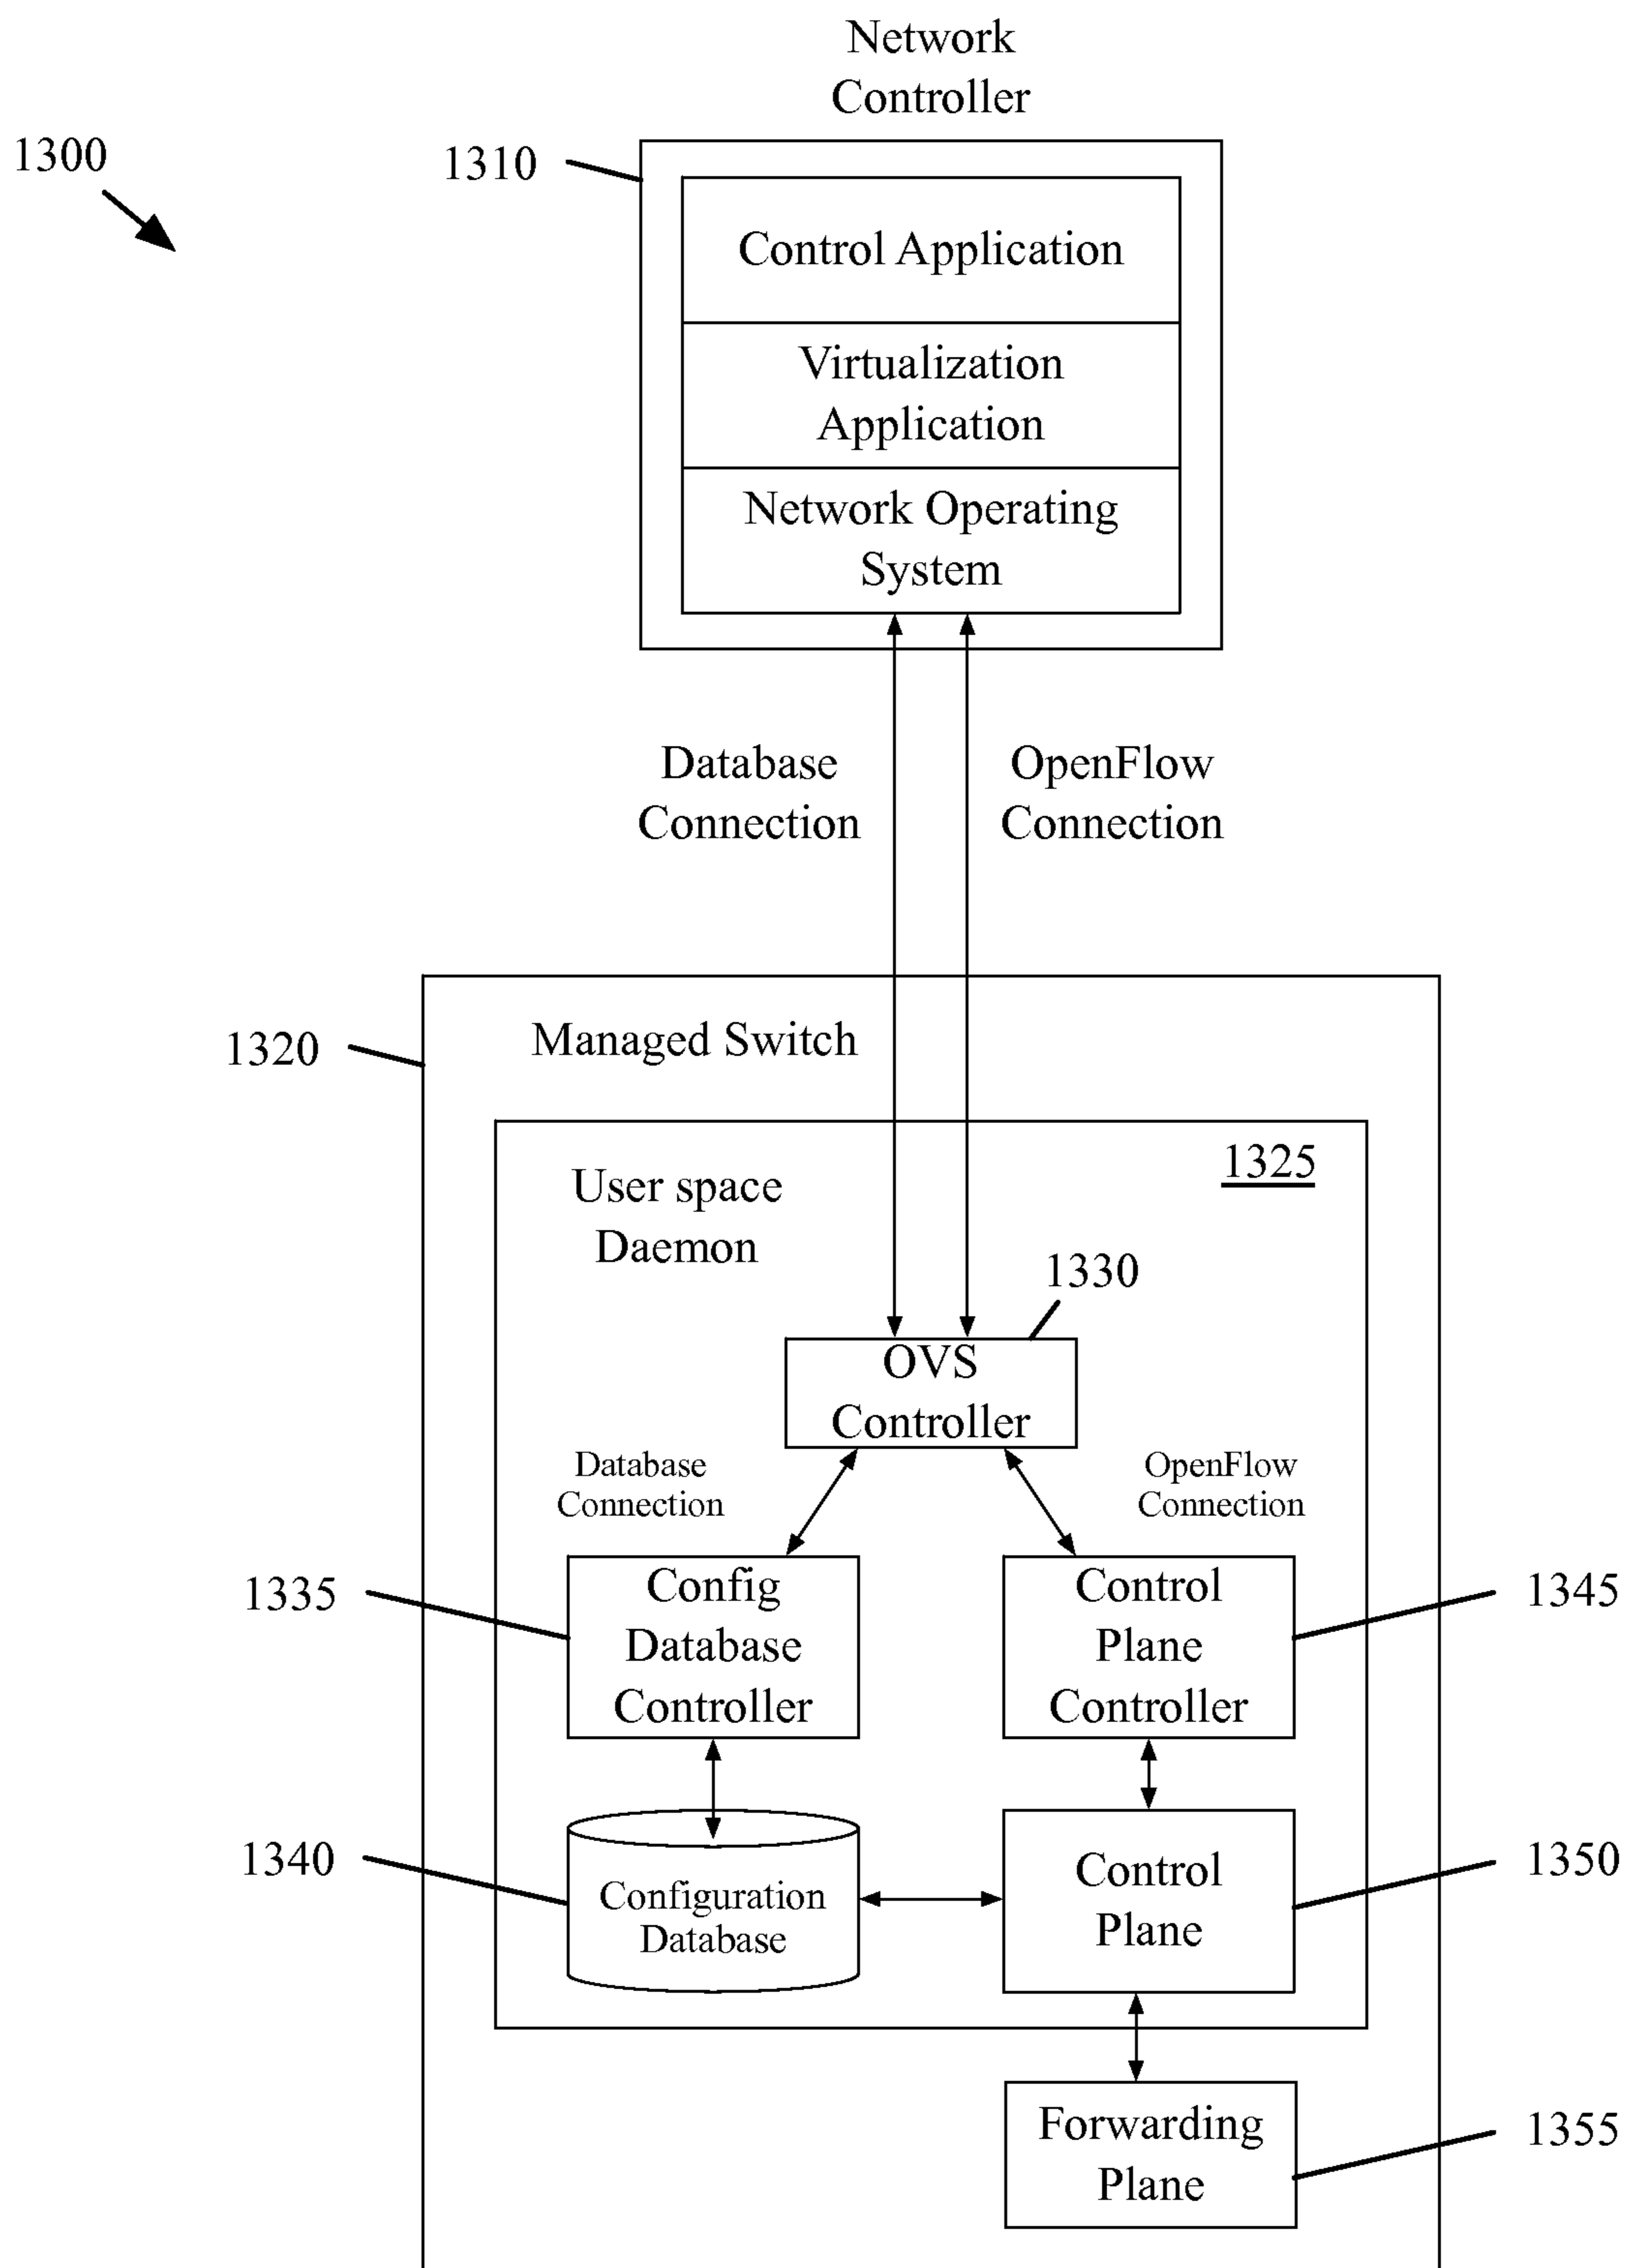 Network
Controller
1300
1310
Control Application
Virtualization
Application
Network Operating
System
Database
Connection
OpenFlow
Connection
1320
Managed Switch
1325
User space
Daemon
1330
OVS
Controller
Database
Connection
OpenFlow
Connection
1335
Config
Database
Controller
Control
Plane
Controller
1345
1340
Configuration
Database
Control
Plane
1350
Forwarding
Plane
1355